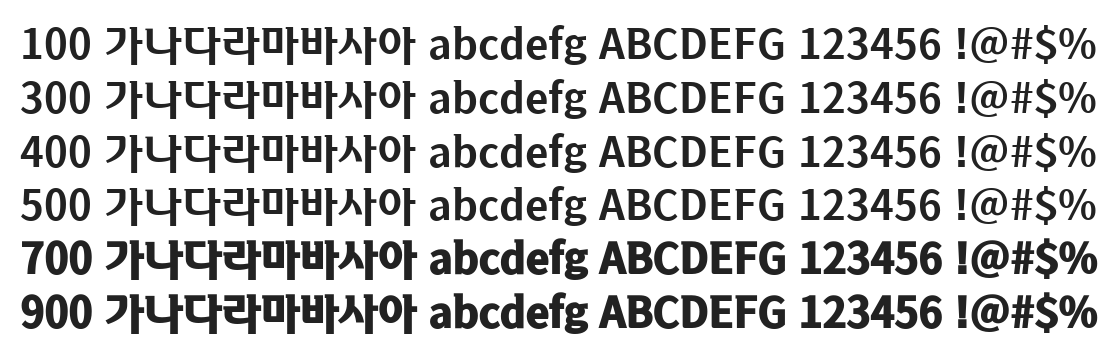 100 가나다라마바사아 abcdefg ABCDEFG 123456 !@#$%
300 가나다라마바사아 abcdefg ABCDEFG 123456 !@#$%
400 가나다라마바사아 abcdefg ABCDEFG 123456 !@#$%
500 가나다라마바사아 abcdefg ABCDEFG 123456 !@#$%
700 가나다라마바사아 abcdefg ABCDEFG 123456 !@#$%
900 가나다라마바사아 abcdefg ABCDEFG 123456 !@#$%